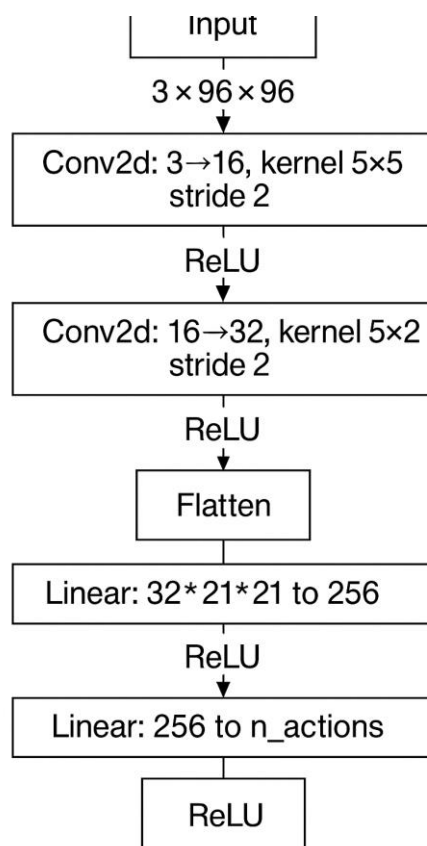 Input
3×96×96
Conv2d: 3→16, kernel 5×5
stride 2
ReLU
Conv2d: 16→32, kernel 5×2
stride 2
ReLU
Flatten
Linear: 32*21*21 to 256
ReLU
Linear: 256 to n_actions
ReLU